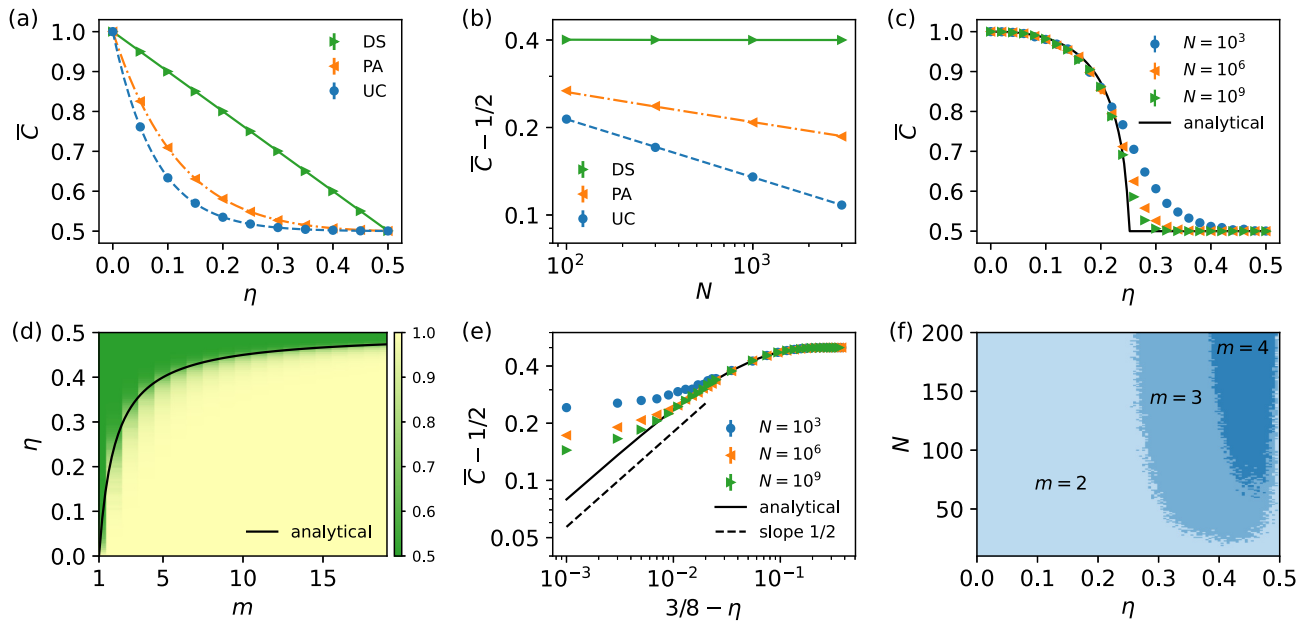 (a)
C̅
1.0
0.9
0.8
0.7
0.6
0.5
DS
PA
UC
0.0 0.1 0.2 0.3 0.4 0.5
η
(b)
C̅ − 1/2
0.4
0.2
0.1
DS
PA
UC
10² 10³
N
(c)
C̅
1.0
0.9
0.8
0.7
0.6
0.5
N = 10³
N = 10⁶
N = 10⁹
analytical
0.0 0.1 0.2 0.3 0.4 0.5
η
(d)
η
0.5
0.4
0.3
0.2
0.1
0.0
analytical
1 5 10 15
m
1.0
0.9
0.8
0.7
0.6
0.5
(e)
C̅ − 1/2
0.4
0.2
0.1
0.05
N = 10³
N = 10⁶
N = 10⁹
analytical
slope 1/2
10⁻³ 10⁻² 10⁻¹
3/8 − η
(f)
N
200
150
100
50
m = 4
m = 3
m = 2
0.0 0.1 0.2 0.3 0.4 0.5
η